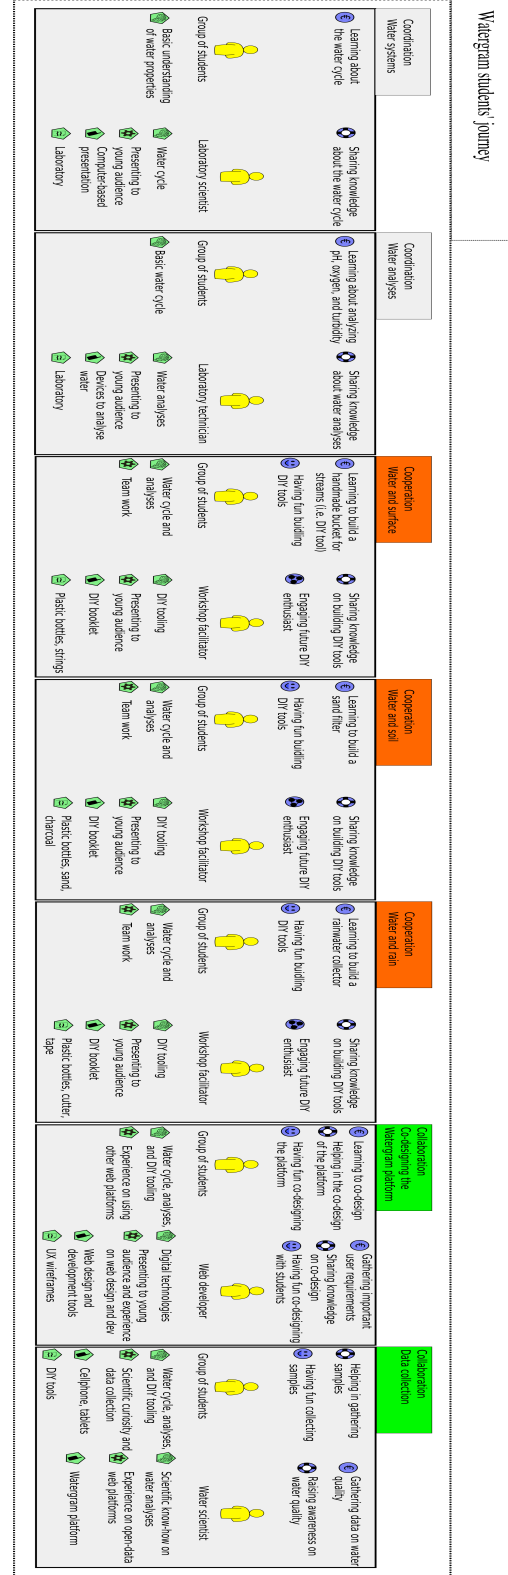 Watergram students' journey
Coordination
Water systems
Learning about
the water cycle
Sharing knowledge
about the water cycle
Group of students
Laboratory scientist
Basic understanding
of water properties
Water cycle
Presenting to
young audience
Computer-based
presentation
Laboratory
Coordination
Water analyses
Learning about analyzing
pH, oxygen, and turbidity
Sharing knowledge
about water analyses
Group of students
Laboratory technician
Basic water cycle
Water analyses
Presenting to
young audience
Devices to analyse
water
Laboratory
Cooperation
Water and surface
Learning to build a
handmade bucket for
streams (i.e. DIY tool)
Having fun buidling
DIY tools
Sharing knowledge
on building DIY tools
Engaging future DIY
enthusiast
Group of students
Workshop facilitator
Water cycle and
analyses
Team work
DIY tooling
Presenting to
young audience
DIY booklet
Plastic bottles, strings
Cooperation
Water and soil
Learning to build a
sand filter
Having fun buidling
DIY tools
Sharing knowledge
on building DIY tools
Engaging future DIY
enthusiast
Group of students
Workshop facilitator
Water cycle and
analyses
Team work
DIY tooling
Presenting to
young audience
DIY booklet
Plastic bottles, sand,
charcoal
Cooperation
Water and rain
Learning to build a
rainwater collector
Having fun buidling
DIY tools
Sharing knowledge
on building DIY tools
Engaging future DIY
enthusiast
Group of students
Workshop facilitator
Water cycle and
analyses
Team work
DIY tooling
Presenting to
young audience
DIY booklet
Plastic bottles, cutter,
tape
Collaboration
Co-designing the
Watergram platform
Learning to co-design
Helping in the co-design
of the platform
Having fun co-designing
the platform
Gathering important
user requirements
Sharing knowledge
on co-design
Having fun co-designing
with students
Group of students
Web developer
Water cycle, analyses,
and DIY tooling
Experience on using
other web platforms
Digital technologies
Presenting to young
audience and experience
on web design and dev
Web design and
development tools
UX wireframes
Collaboration
Data collection
Helping in gathering
samples
Having fun collecting
samples
Gathering data on water
quality
Raising awareness on
water quality
Group of students
Water scientist
Water cycle, analyses,
and DIY tooling
Scientific curiosity and
data collection
Cellphone, tablets
DIY tools
Scientific know-how on
water analyses
Experience on open-data
web platforms
Watergram platform